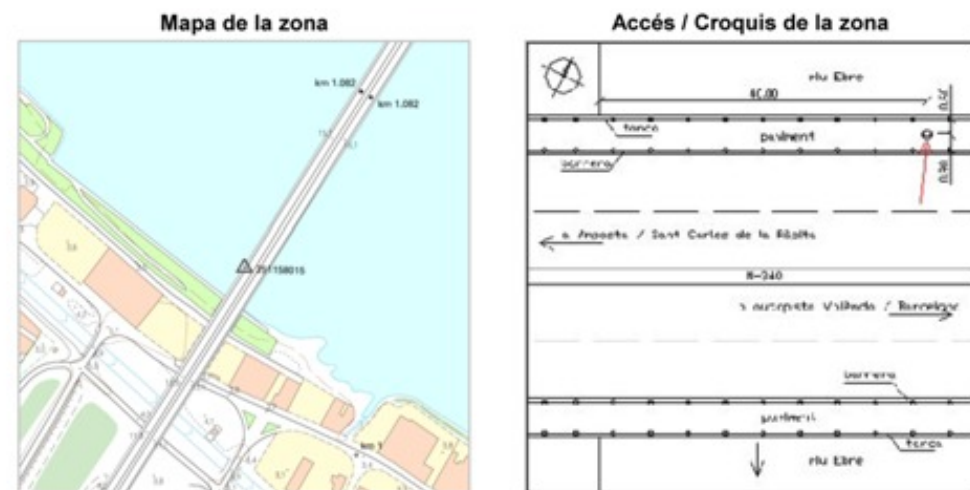 Mapa de la zona
Accés / Croquis de la zona
km 1.082
km 1.082
km 1
riu Ebre
40.00
tanca
paviment
barrera
a Amposta / Sant Carles de la Ràpita
N-340
a autopista València / Barcelona
barrera
paviment
tanca
riu Ebre